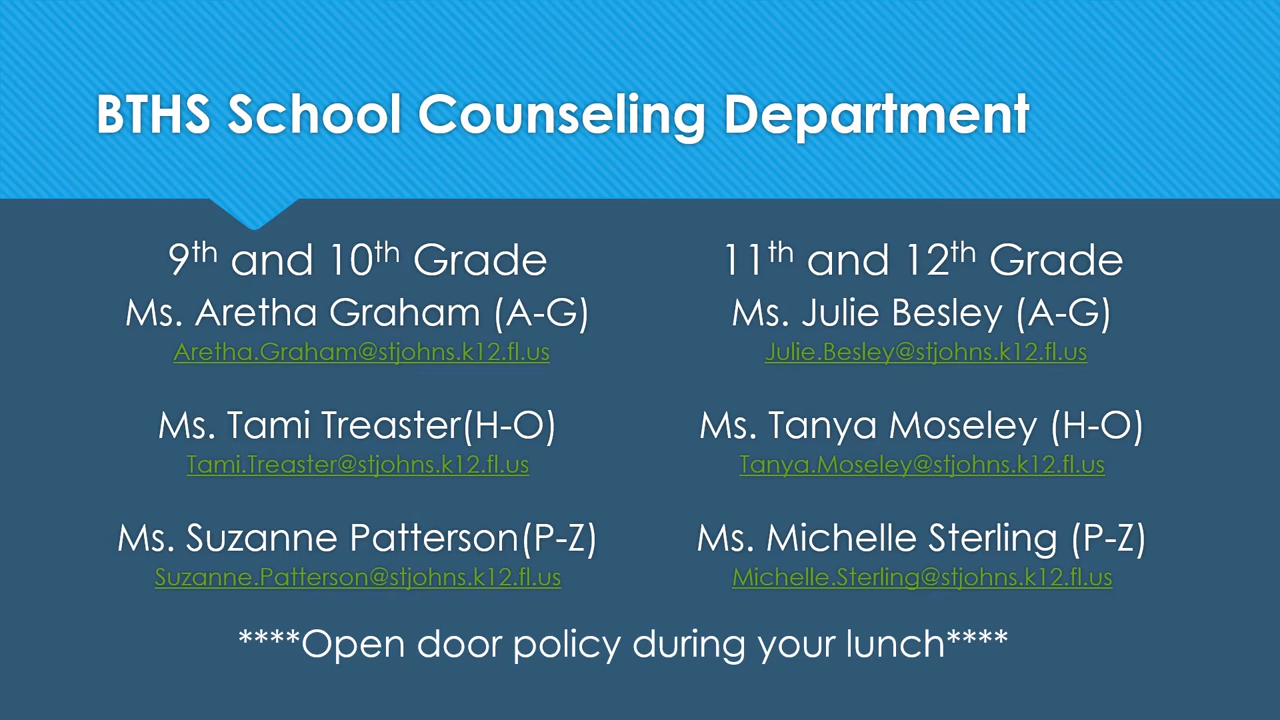 BTHS School Counseling Department
9th and 10th Grade
Ms. Aretha Graham (A-G)
Aretha.Graham@stjohns.k12.fl.us
Ms. Tami Treaster(H-O)
Tami.Treaster@stjohns.k12.fl.us
Ms. Suzanne Patterson(P-Z)
Suzanne.Patterson@stjohns.k12.fl.us
11th and 12th Grade
Ms. Julie Besley (A-G)
Julie.Besley@stjohns.k12.fl.us
Ms. Tanya Moseley (H-O)
Tanya.Moseley@stjohns.k12.fl.us
Ms. Michelle Sterling (P-Z)
Michelle.Sterling@stjohns.k12.fl.us
****Open door policy during your lunch****